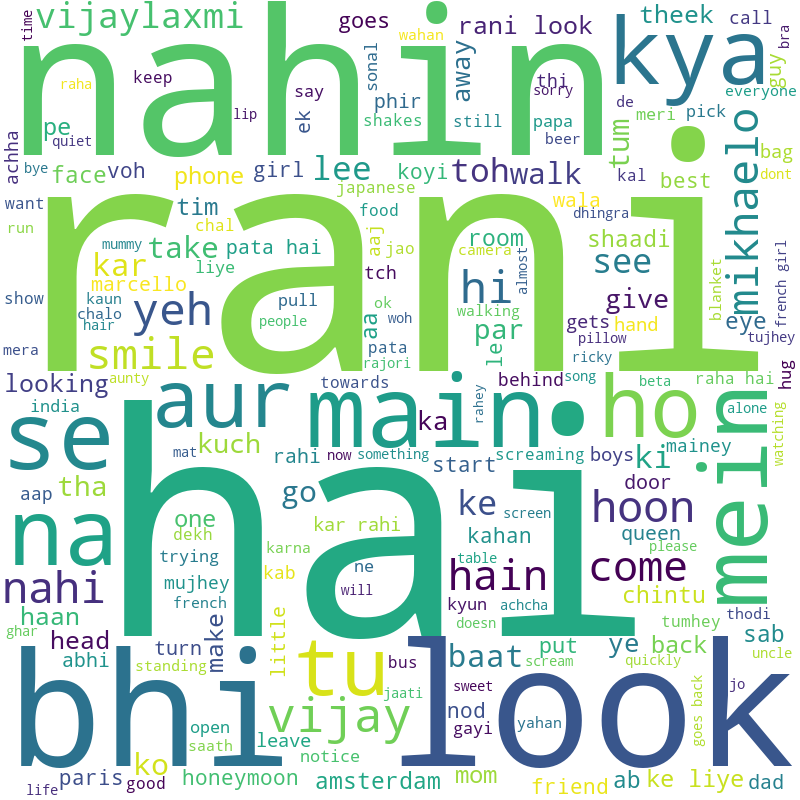 time
vijaylaxmi
goes
rani look
theek
call
bra
nahin
kya
guy
raha
keep
say
lip
ek
sonal
phir
shakes
away
still
thi
sorry
papa
beer
wahan
de
meri
pick
everyone
pe
quiet
achha
bye
face
voh
phone
girl
lee
koyi
toh
walk
tum
kal
best
bag
dont
mikhaelo
want
run
tim
japanese
food
wala
dhingra
rani
mummy
chal
kar
take
pata hai
aaj
jao
camera
room
almost
shaadi
see
blanket
french girl
show
kaun
chalo
hair
marcello
liye
tch
hi
give
mera
yeh
pull
ok
woh
walking
par
gets
hand
eye
tujhey
people
aa
pata
le
pillow
smile
rajori
ricky
song
looking
aunty
towards
behind
beta
raha hai
hug
india
se
aur
main
ka
rahey
ho
alone
watching
mat
kuch
rahi
now
something
start
screaming
boys
ki
mainey
mein
aap
tha
hai
go
ke
screen
door
hoon
na
one
dekh
kar rahi
karna
kahan
queen
please
trying
ne
table
hain
come
nahi
mujhey
kab
will
kyun
achcha
chintu
french
doesn
haan
little
tumhey
thodi
ghar
head
turn
make
tu
bus
baat
put
ye
back
sab
abhi
standing
scream
quickly
uncle
bhi
jaati
sweet
look
jo
vijay
nod
gayi
yahan
goes back
open
saath
leave
notice
ko
paris
good
honeymoon
amsterdam
mom
friend
ab
ke liye
dad
life